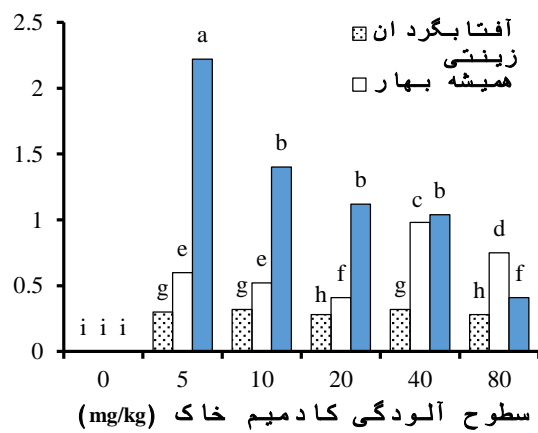 2.5
2
1.5
1
0.5
0
آفتابگردان
زینتی
همیشه بهار
i i i
g e a
g e b
h f b
g c b
h d f
0 5 10 20 40 80
سطوح آلودگی کادمیم خاک (mg/kg)